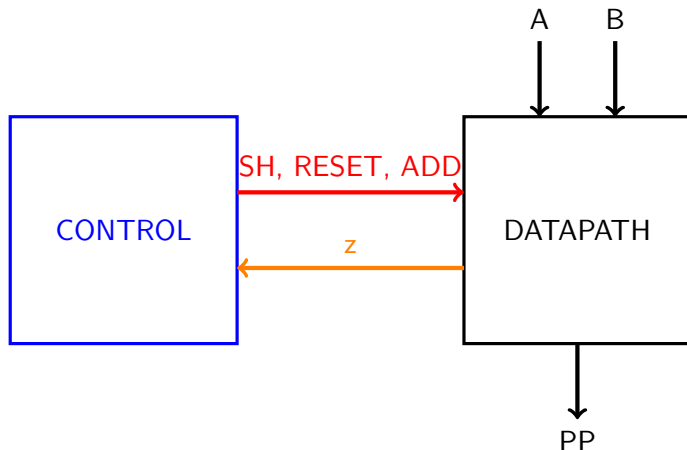 A
B
SH, RESET, ADD
CONTROL
DATAPATH
z
PP